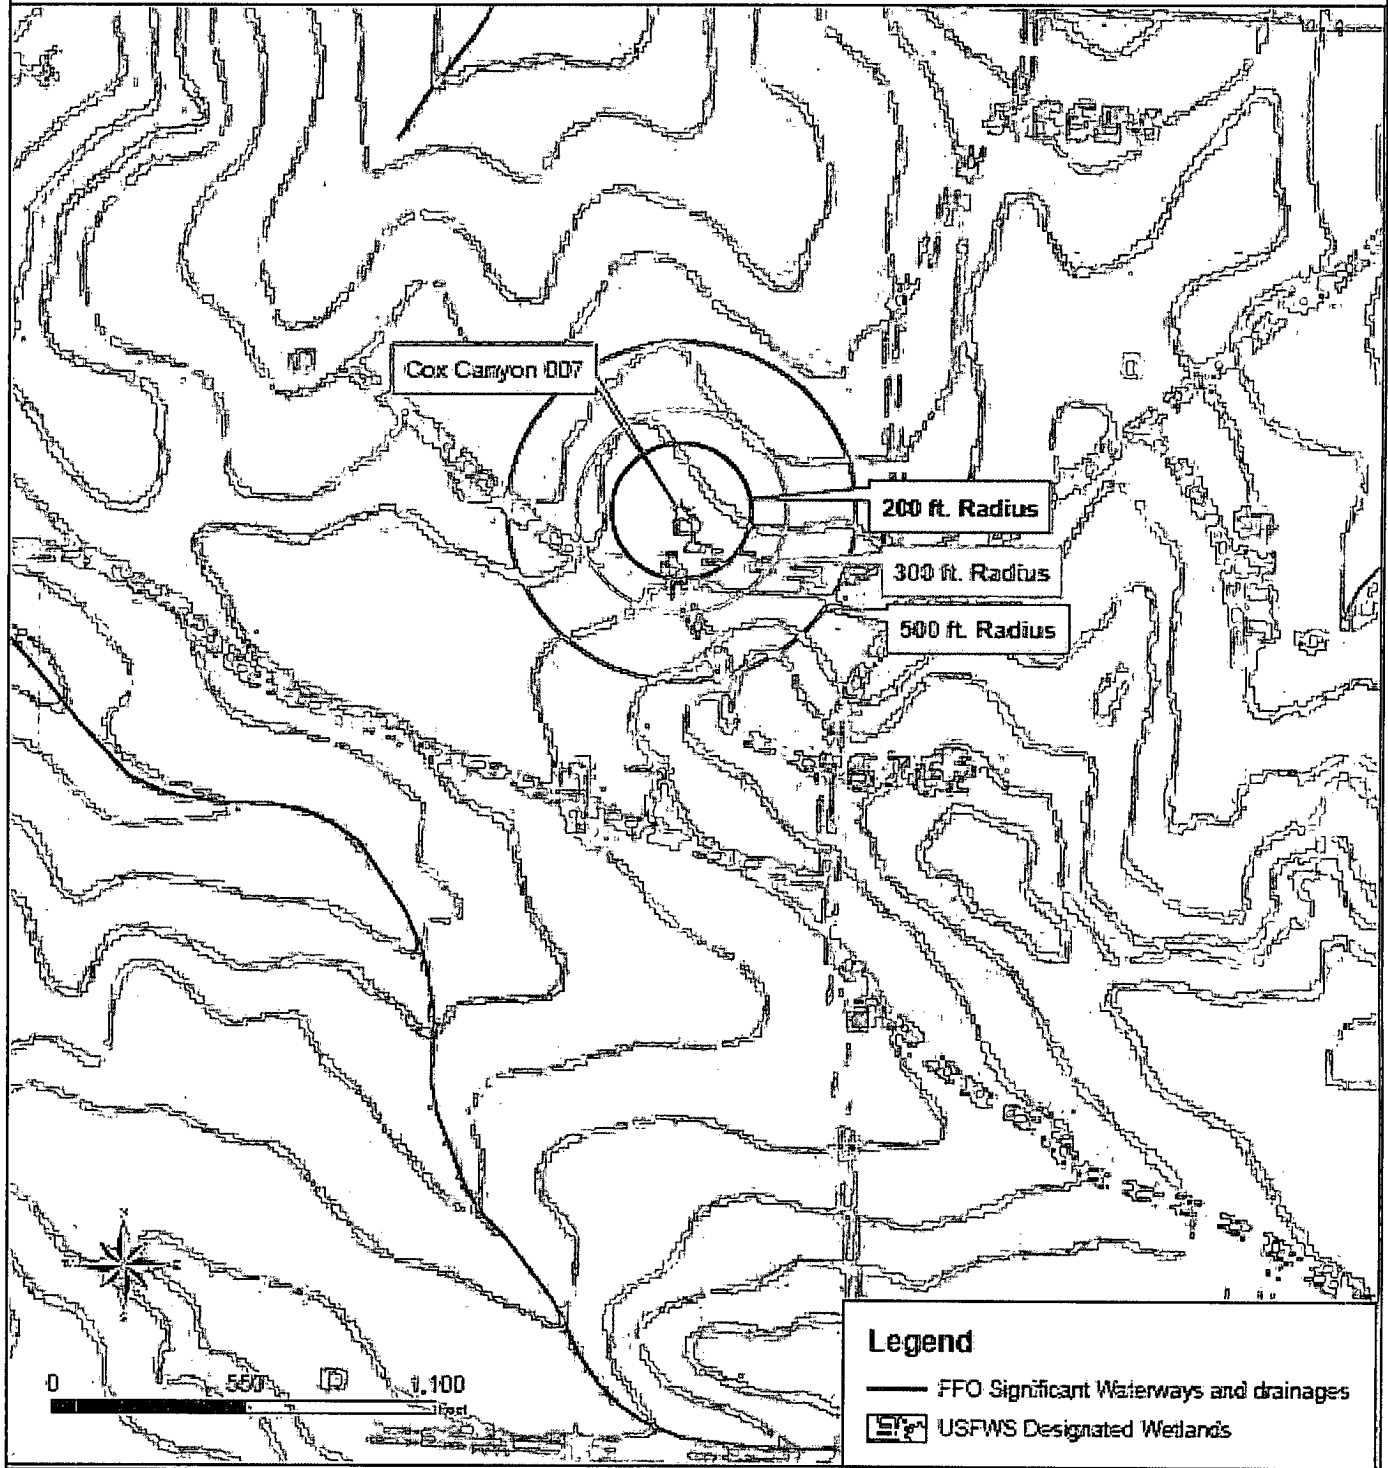 Cox Canyon 007
200 ft. Radius
300 ft. Radius
500 ft. Radius
0 550 1,100
Feet
Legend
FFO Significant Waterways and drainages
USFWS Designated Wetlands